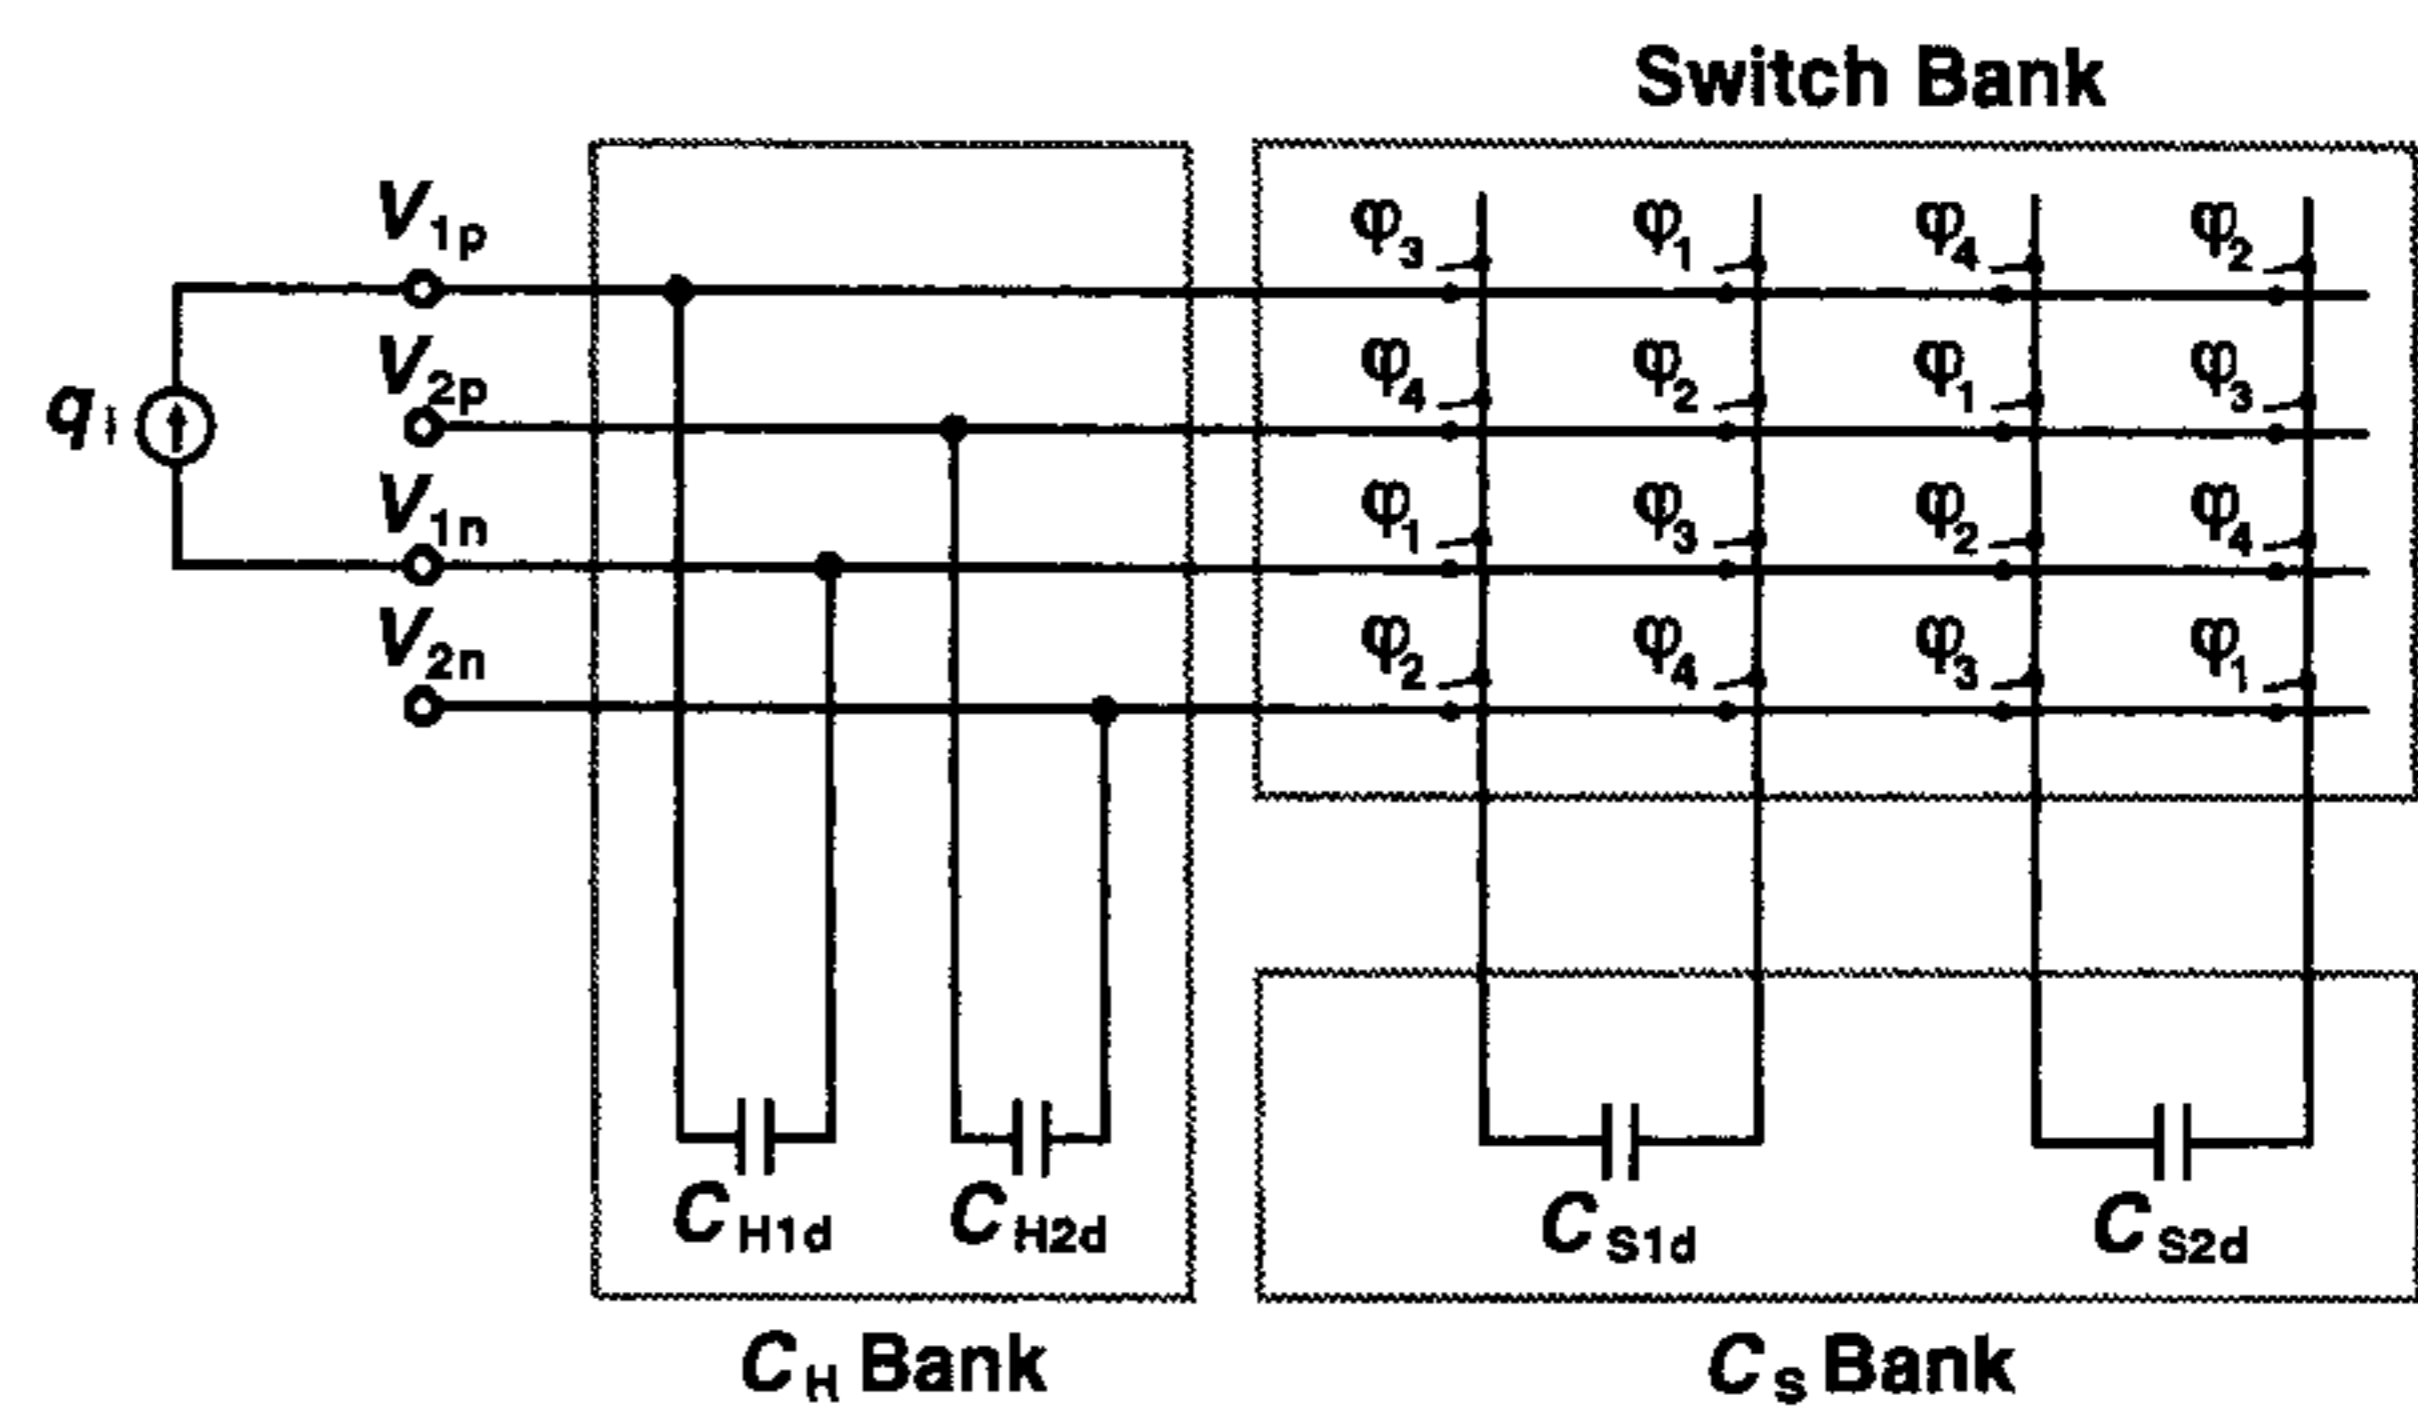 Switch Bank
V1p
φ3 φ1 φ4 φ2
V2p
φ4 φ2 φ1 φ3
qi
V1n
φ1 φ3 φ2 φ4
V2n
φ2 φ4 φ3 φ1
CH1d CH2d
CS1d CS2d
CH Bank
CS Bank